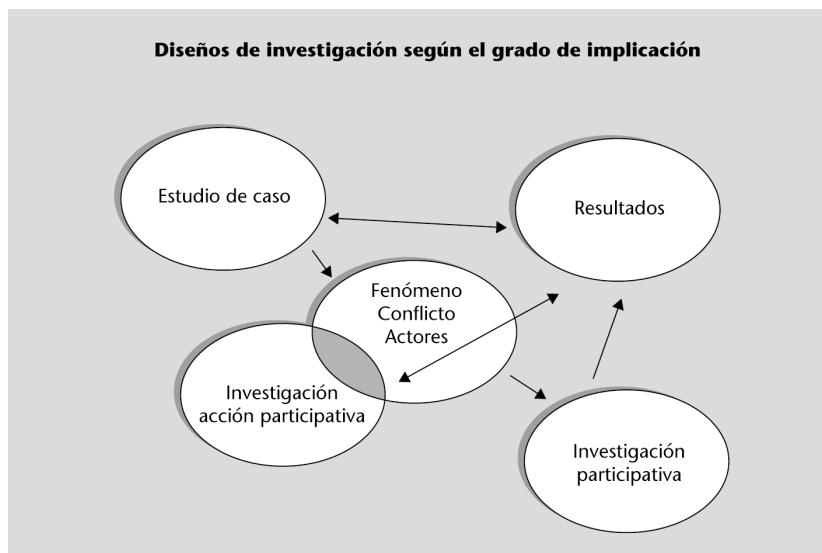 Diseños de investigación según el grado de implicación
Estudio de caso
Resultados
Fenómeno
Conflicto
Actores
Investigación
acción participativa
Investigación
participativa